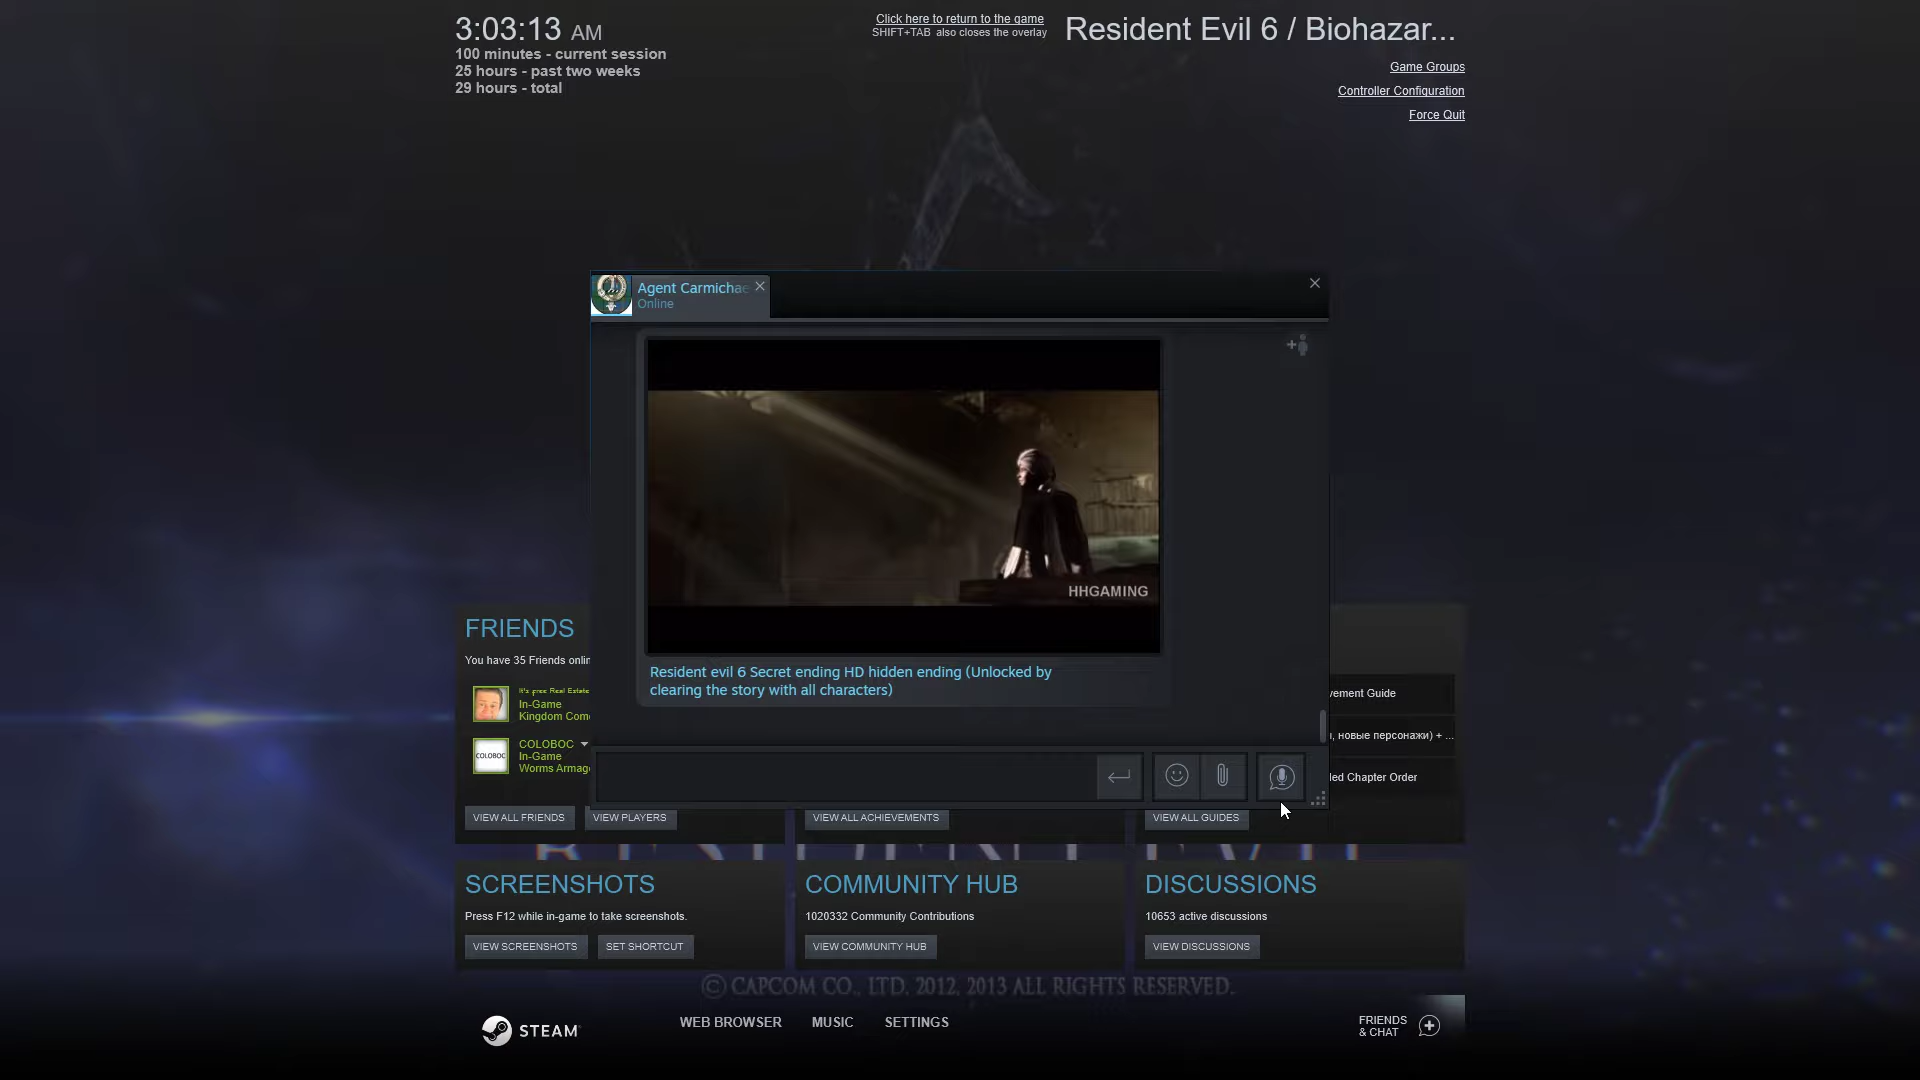 3:03:13 AM
100 minutes - current session
25 hours - past two weeks
29 hours - total
Click here to return to the game
SHIFT+TAB also closes the overlay
Resident Evil 6 / Biohazar...
Game Groups
Controller Configuration
Force Quit
Agent Carmichae
Online
HHGAMING
Resident evil 6 Secret ending HD hidden ending (Unlocked by
clearing the story with all characters)
FRIENDS
You have 35 Friends onlin
It's free Real Estate
In-Game
Kingdom Com
COLOBOC
COLOBOC
In-Game
Worms Armag
VIEW ALL FRIENDS
VIEW PLAYERS
VIEW ALL ACHIEVEMENTS
vement Guide
, новые персонажи) + ...
led Chapter Order
VIEW ALL GUIDES
RESIDENT EVIL
SCREENSHOTS
Press F12 while in-game to take screenshots.
VIEW SCREENSHOTS
SET SHORTCUT
COMMUNITY HUB
1020332 Community Contributions
VIEW COMMUNITY HUB
DISCUSSIONS
10653 active discussions
VIEW DISCUSSIONS
© CAPCOM CO., LTD. 2012, 2013 ALL RIGHTS RESERVED.
STEAM
WEB BROWSER
MUSIC
SETTINGS
FRIENDS
& CHAT